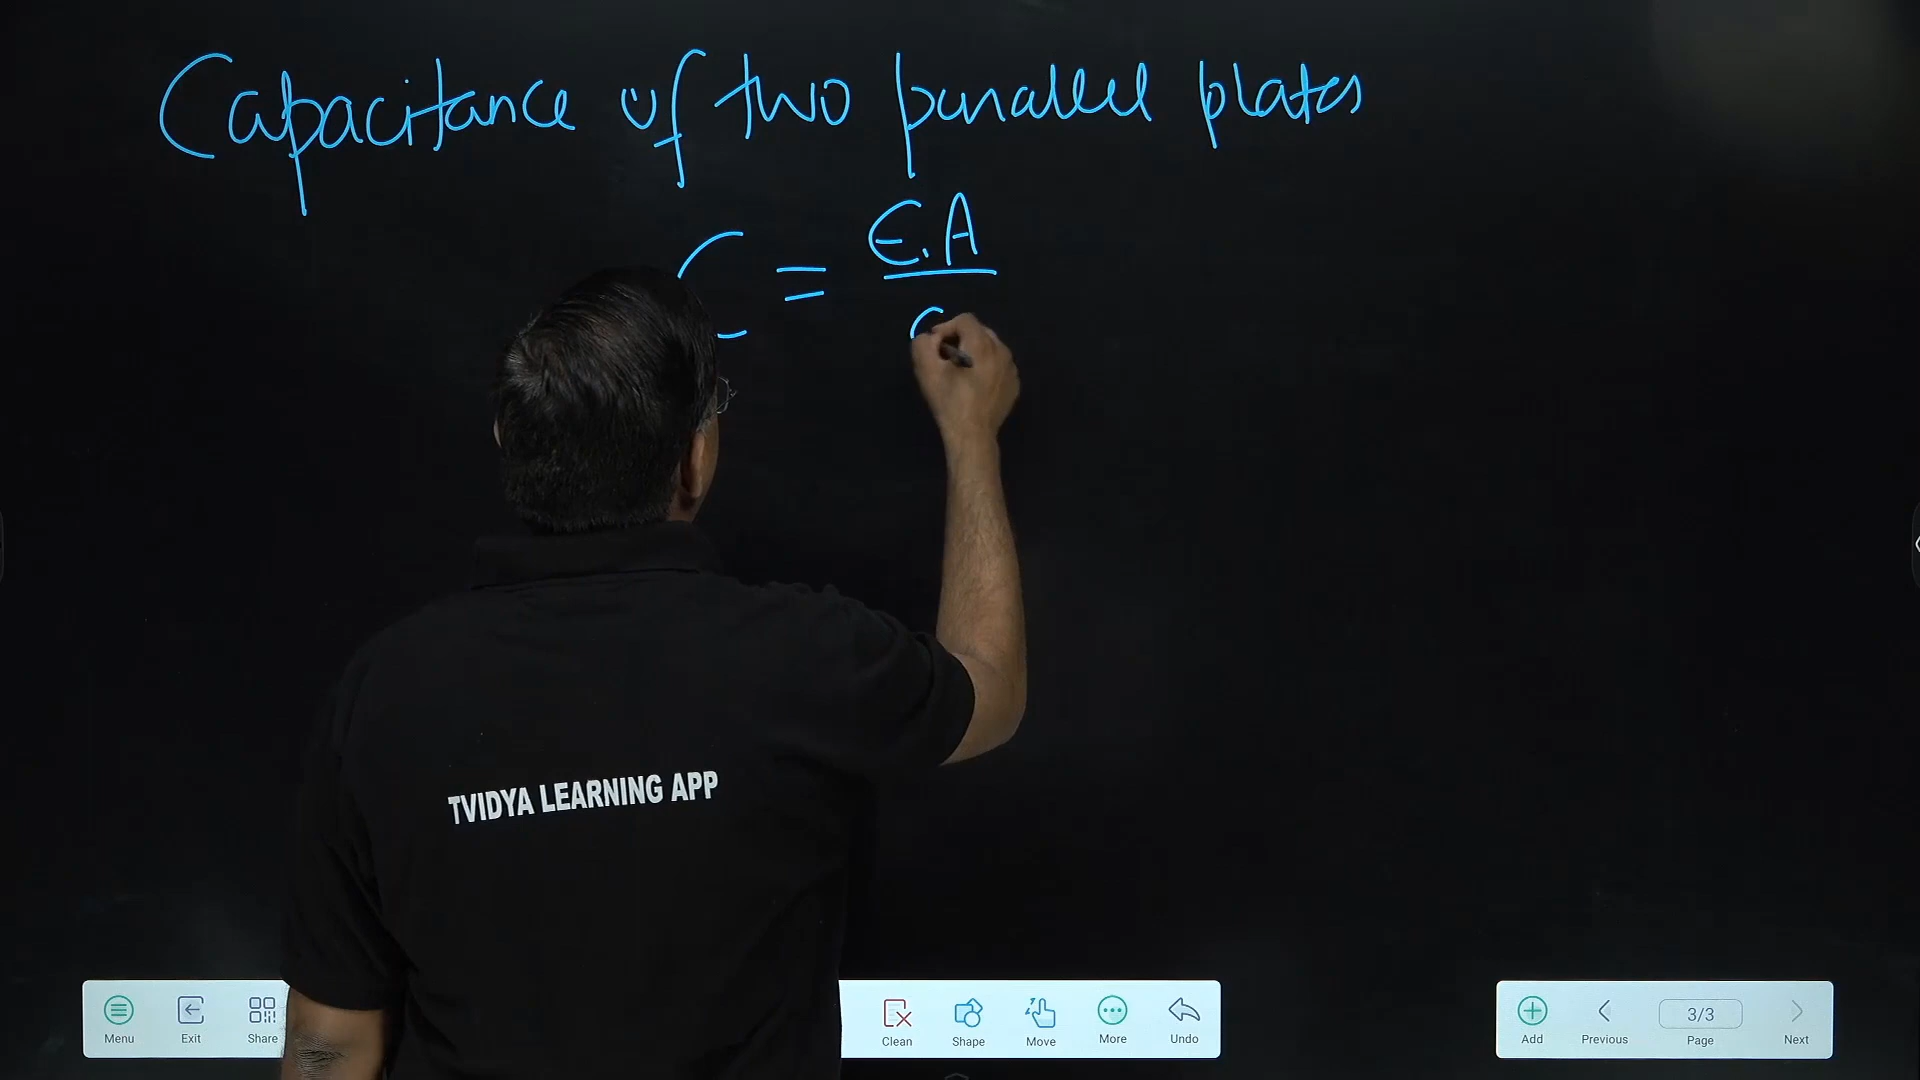 Capacitance of two parallel plates
C = ε.A
TVIDYA LEARNING APP
Menu Exit Share Clean Shape Move More Undo Add Previous 3/3 Page Next